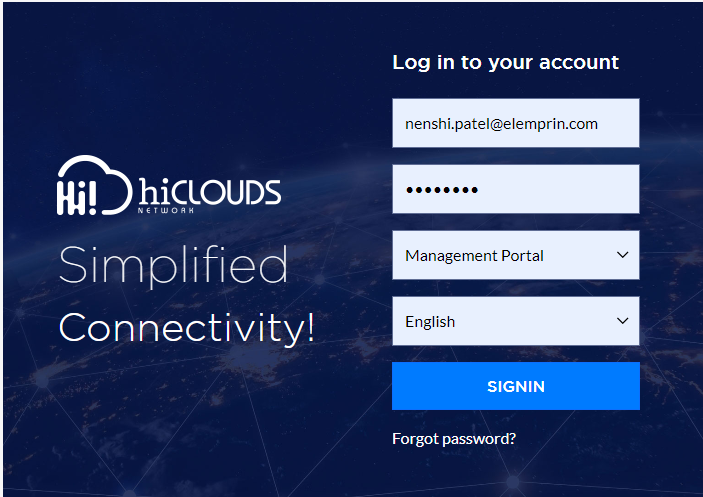 Hi! hiCLOUDS
NETWORK
Simplified
Connectivity!
Log in to your account
nenshi.patel@elemprin.com
••••••••
Management Portal
English
SIGNIN
Forgot password?